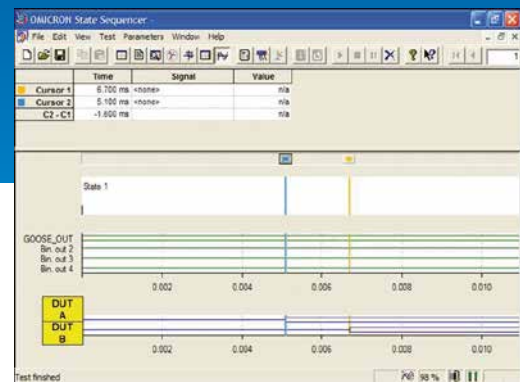 OMICRON State Sequencer -
File Edit View Test Parameters Window Help
1
Time Signal Value
Cursor 1 6.700 ms <none> n/a
Cursor 2 5.100 ms <none> n/a
C2 - C1 -1.600 ms n/a
State 1
GOOSE_OUT
Bin. out 2
Bin. out 3
Bin. out 4
0.002 0.004 0.006 0.008 0.010
DUT
A
DUT
B
0.002 0.004 0.006 0.008 0.010
Test finished 98 %